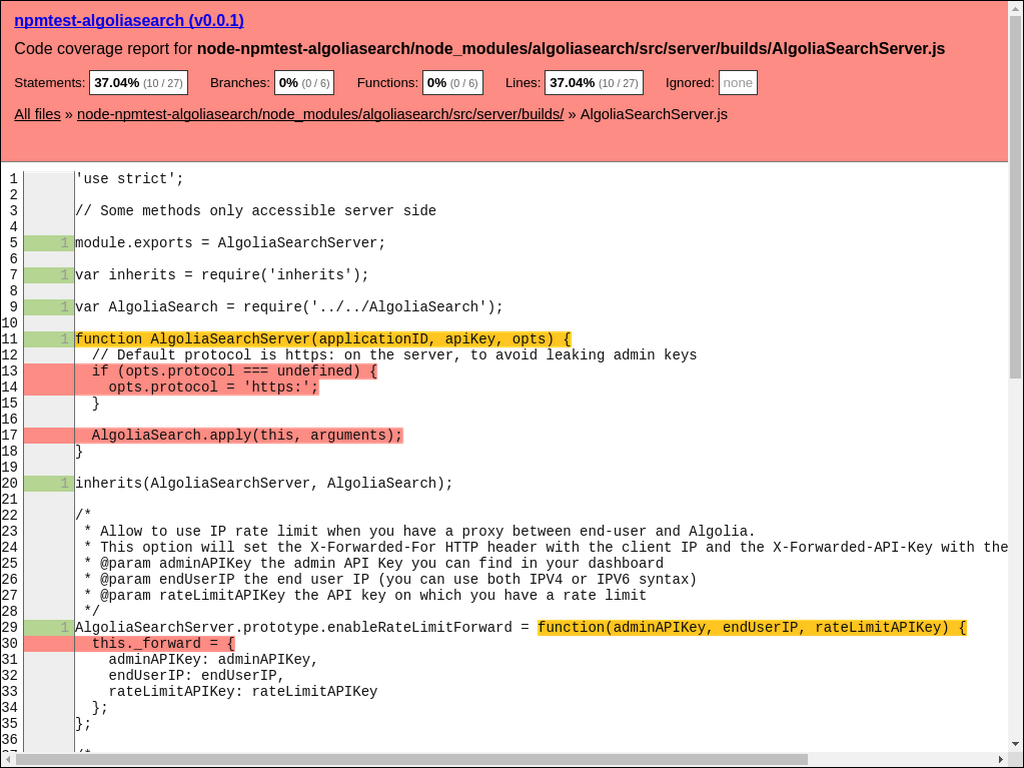 npmtest-algoliasearch (v0.0.1)
Code coverage report for node-npmtest-algoliasearch/node_modules/algoliasearch/src/server/builds/AlgoliaSearchServer.js
Statements: 37.04% (10 / 27) Branches: 0% (0 / 6) Functions: 0% (0 / 6) Lines: 37.04% (10 / 27) Ignored: none
All files » node-npmtest-algoliasearch/node_modules/algoliasearch/src/server/builds/ » AlgoliaSearchServer.js
1 'use strict';
2
3 // Some methods only accessible server side
4
5 1 module.exports = AlgoliaSearchServer;
6
7 1 var inherits = require('inherits');
8
9 1 var AlgoliaSearch = require('../../AlgoliaSearch');
10
11 1 function AlgoliaSearchServer(applicationID, apiKey, opts) {
12 // Default protocol is https: on the server, to avoid leaking admin keys
13 if (opts.protocol === undefined) {
14 opts.protocol = 'https:';
15 }
16
17 AlgoliaSearch.apply(this, arguments);
18 }
19
20 1 inherits(AlgoliaSearchServer, AlgoliaSearch);
21
22 /*
23 * Allow to use IP rate limit when you have a proxy between end-user and Algolia.
24 * This option will set the X-Forwarded-For HTTP header with the client IP and the X-Forwarded-API-Key with the
25 * @param adminAPIKey the admin API Key you can find in your dashboard
26 * @param endUserIP the end user IP (you can use both IPV4 or IPV6 syntax)
27 * @param rateLimitAPIKey the API key on which you have a rate limit
28 */
29 1 AlgoliaSearchServer.prototype.enableRateLimitForward = function(adminAPIKey, endUserIP, rateLimitAPIKey) {
30 this._forward = {
31 adminAPIKey: adminAPIKey,
32 endUserIP: endUserIP,
33 rateLimitAPIKey: rateLimitAPIKey
34 };
35 };
36